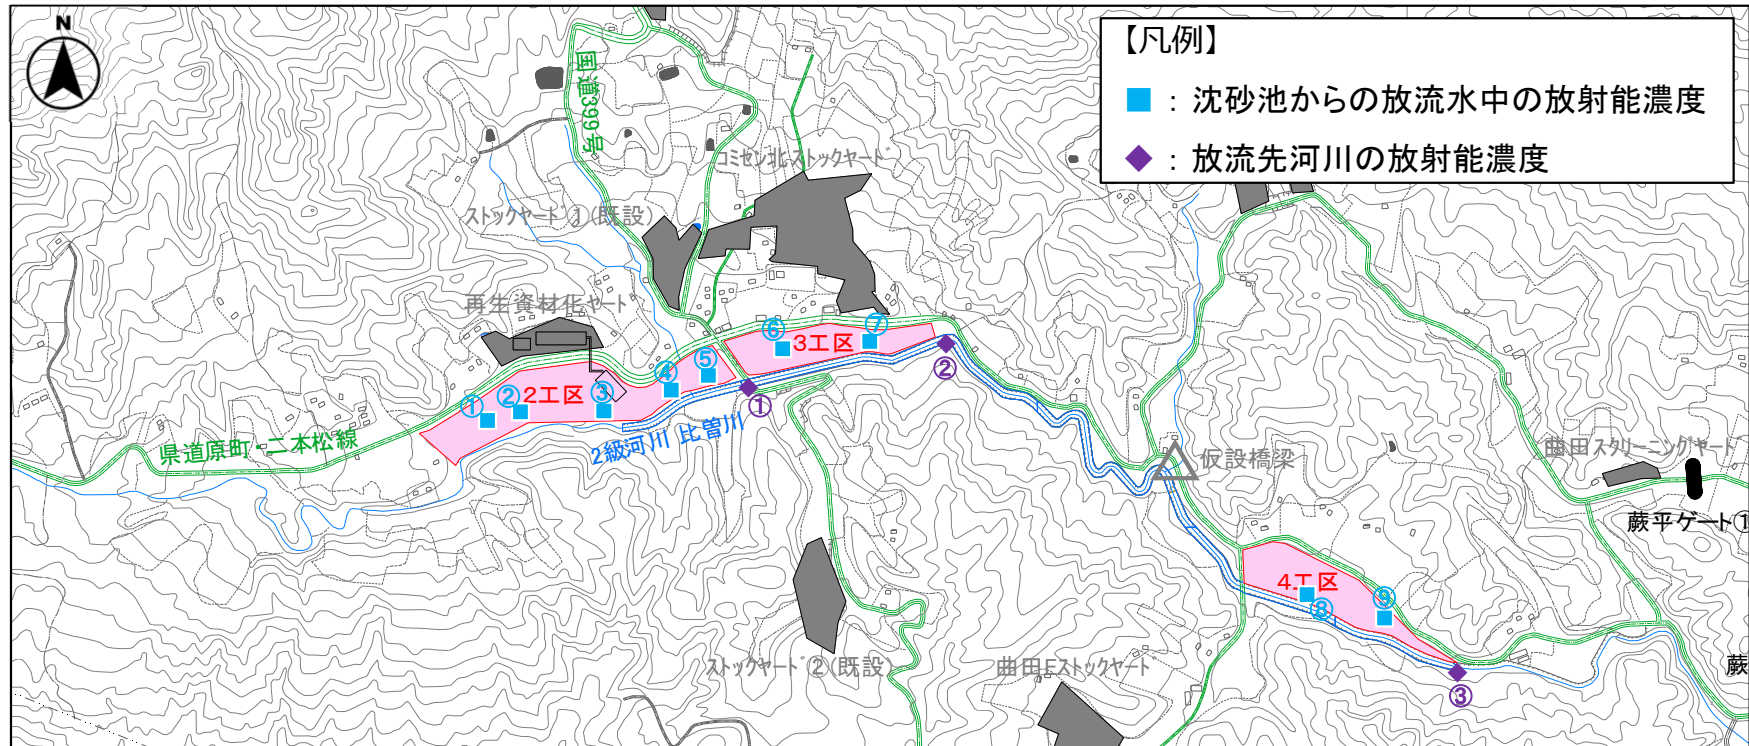 N
【凡例】
■ ： 沈砂池からの放流水中の放射能濃度
◆ ： 放流先河川の放射能濃度
国道399号
コミセン北ストックヤード
ストックヤード①(既設)
再生資材化ヤード
⑥
⑦
3工区
⑤
④
②
①
2工区
③
①
②
2級河川 比曽川
県道原町・二本松線
仮設橋梁
曲田スクリーニングヤード
蕨平ゲート①
4工区
⑧
⑨
ストックヤード②(既設)
曲田Eストックヤード
蕨
③